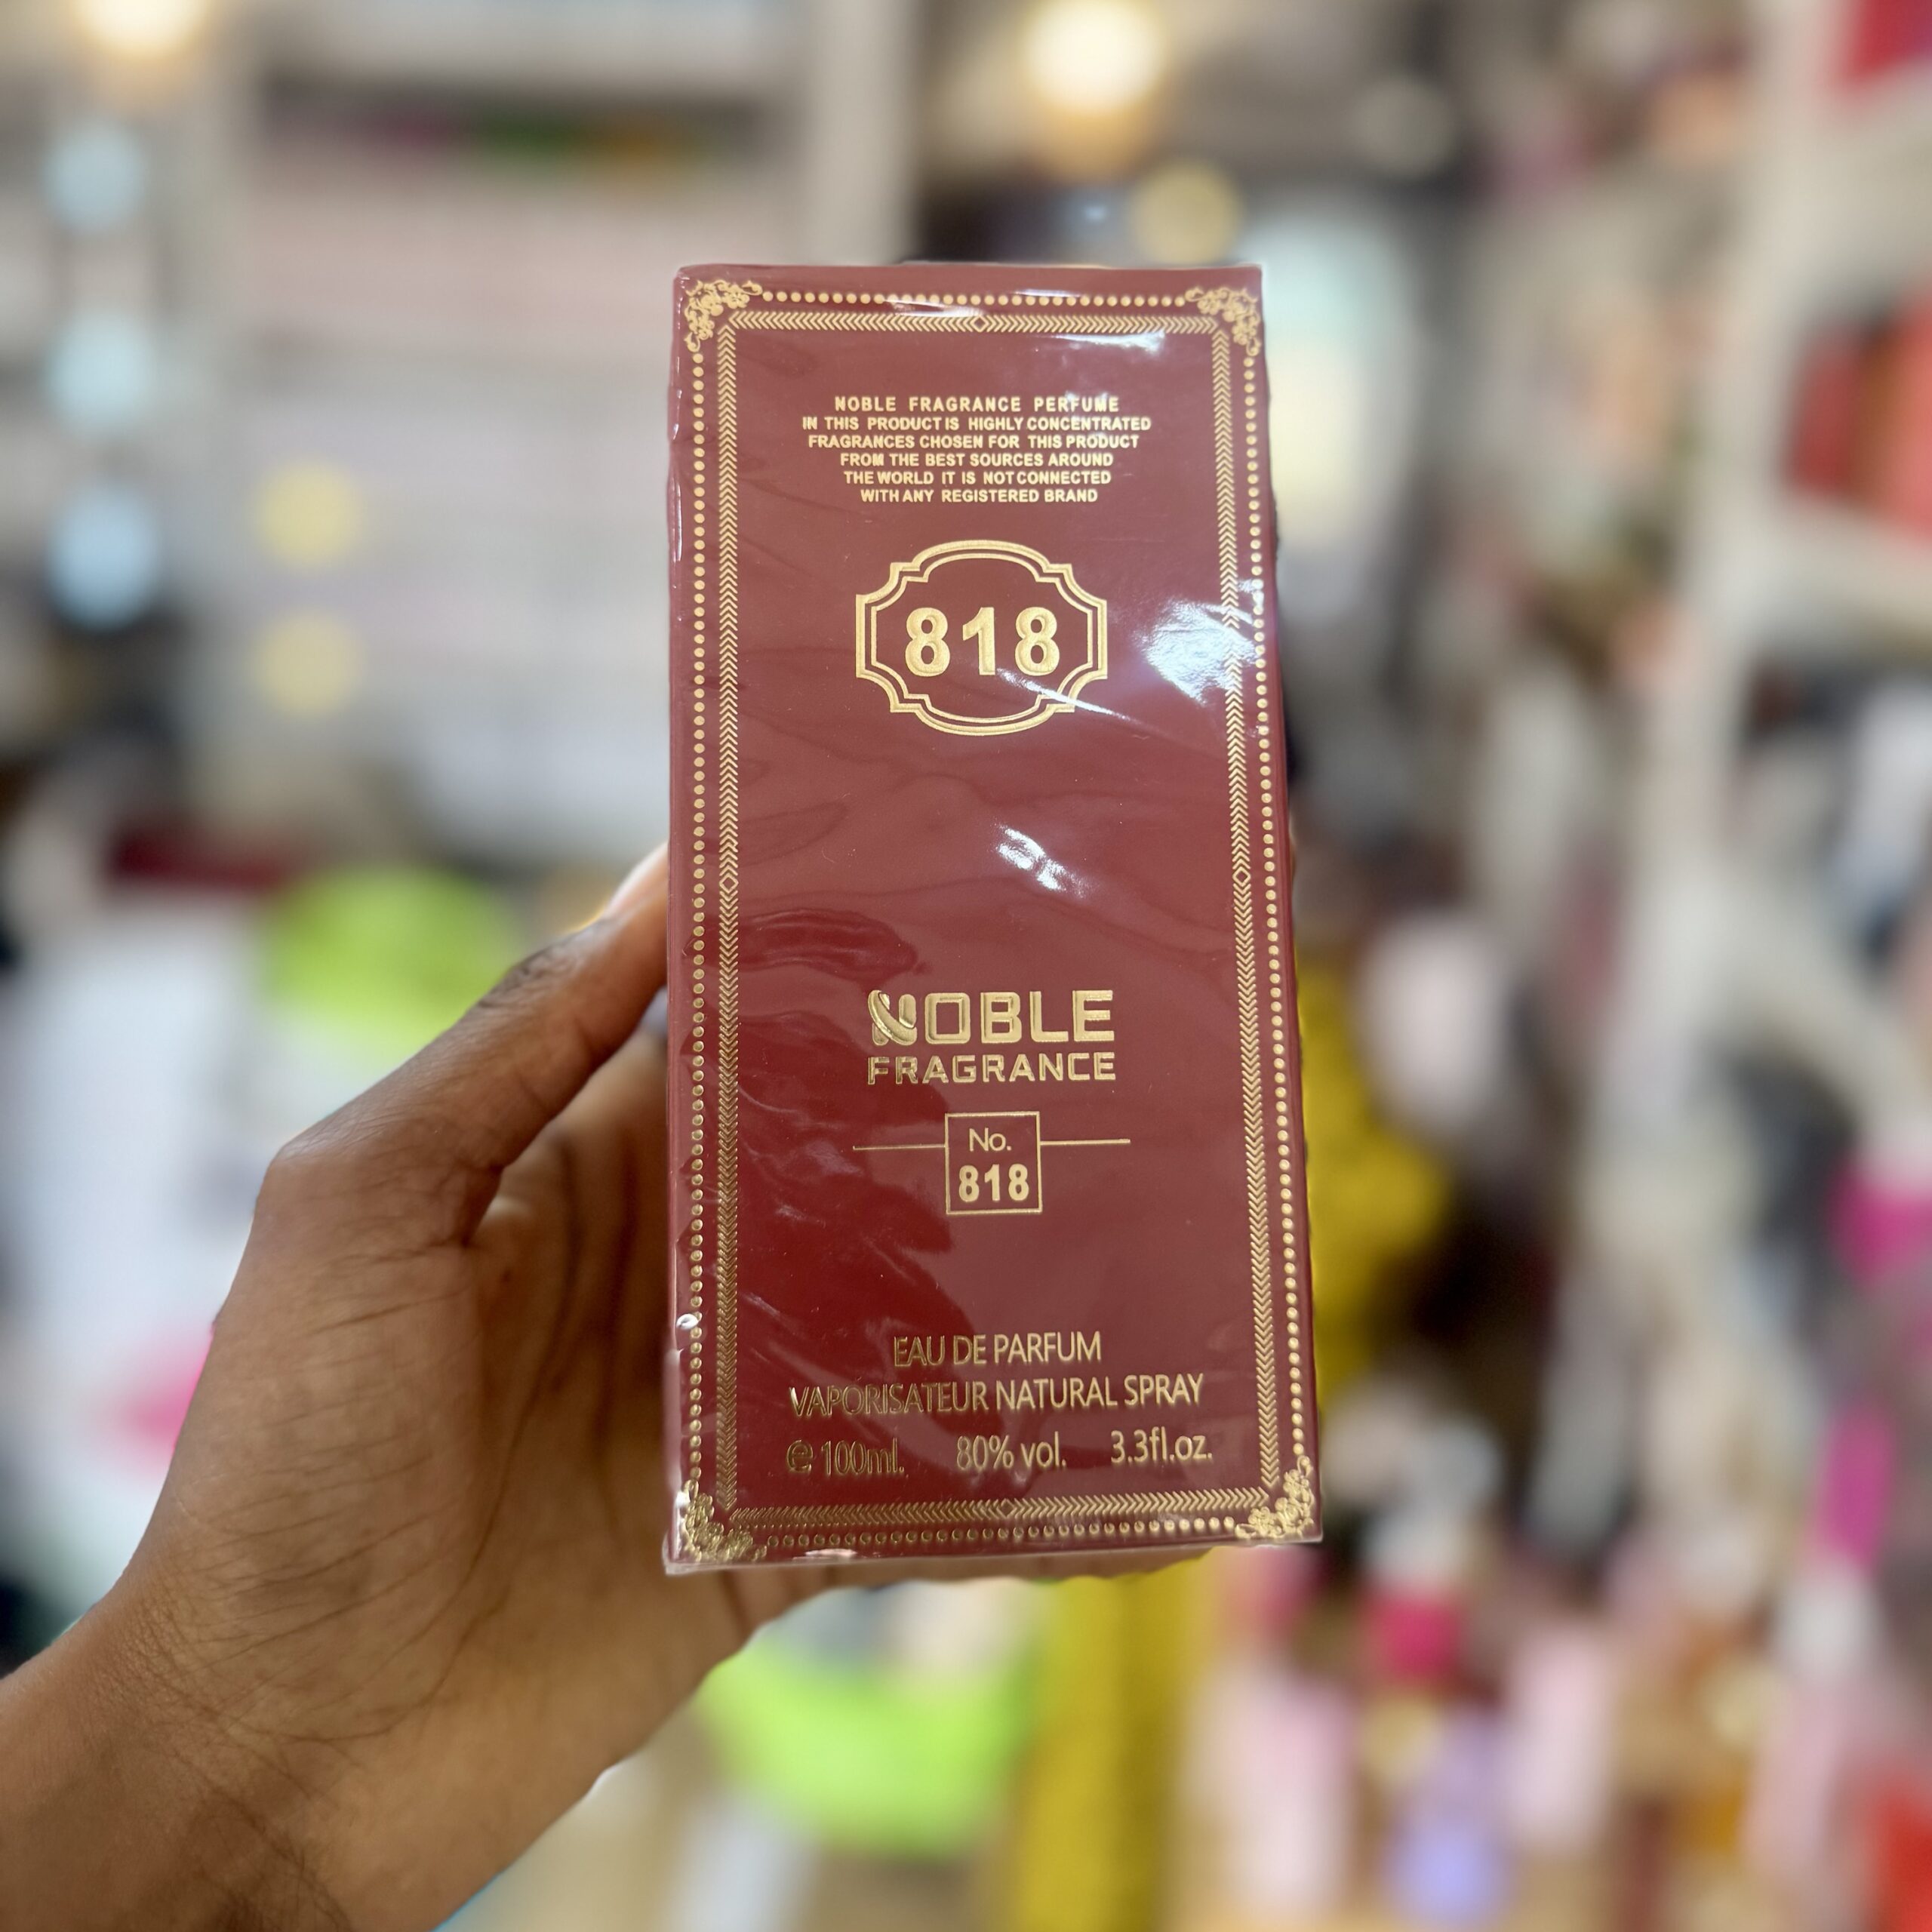 NOBLE FRAGRANCE PERFUME
IN THIS PRODUCT IS HIGHLY CONCENTRATED
FRAGRANCES CHOSEN FOR THIS PRODUCT
FROM THE BEST SOURCES AROUND
THE WORLD IT IS NOT CONNECTED
WITH ANY REGISTERED BRAND
818
NOBLE
FRAGRANCE
No.
818
EAU DE PARFUM
VAPORISATEUR NATURAL SPRAY
℮ 100ml. 80% vol. 3.3fl.oz.